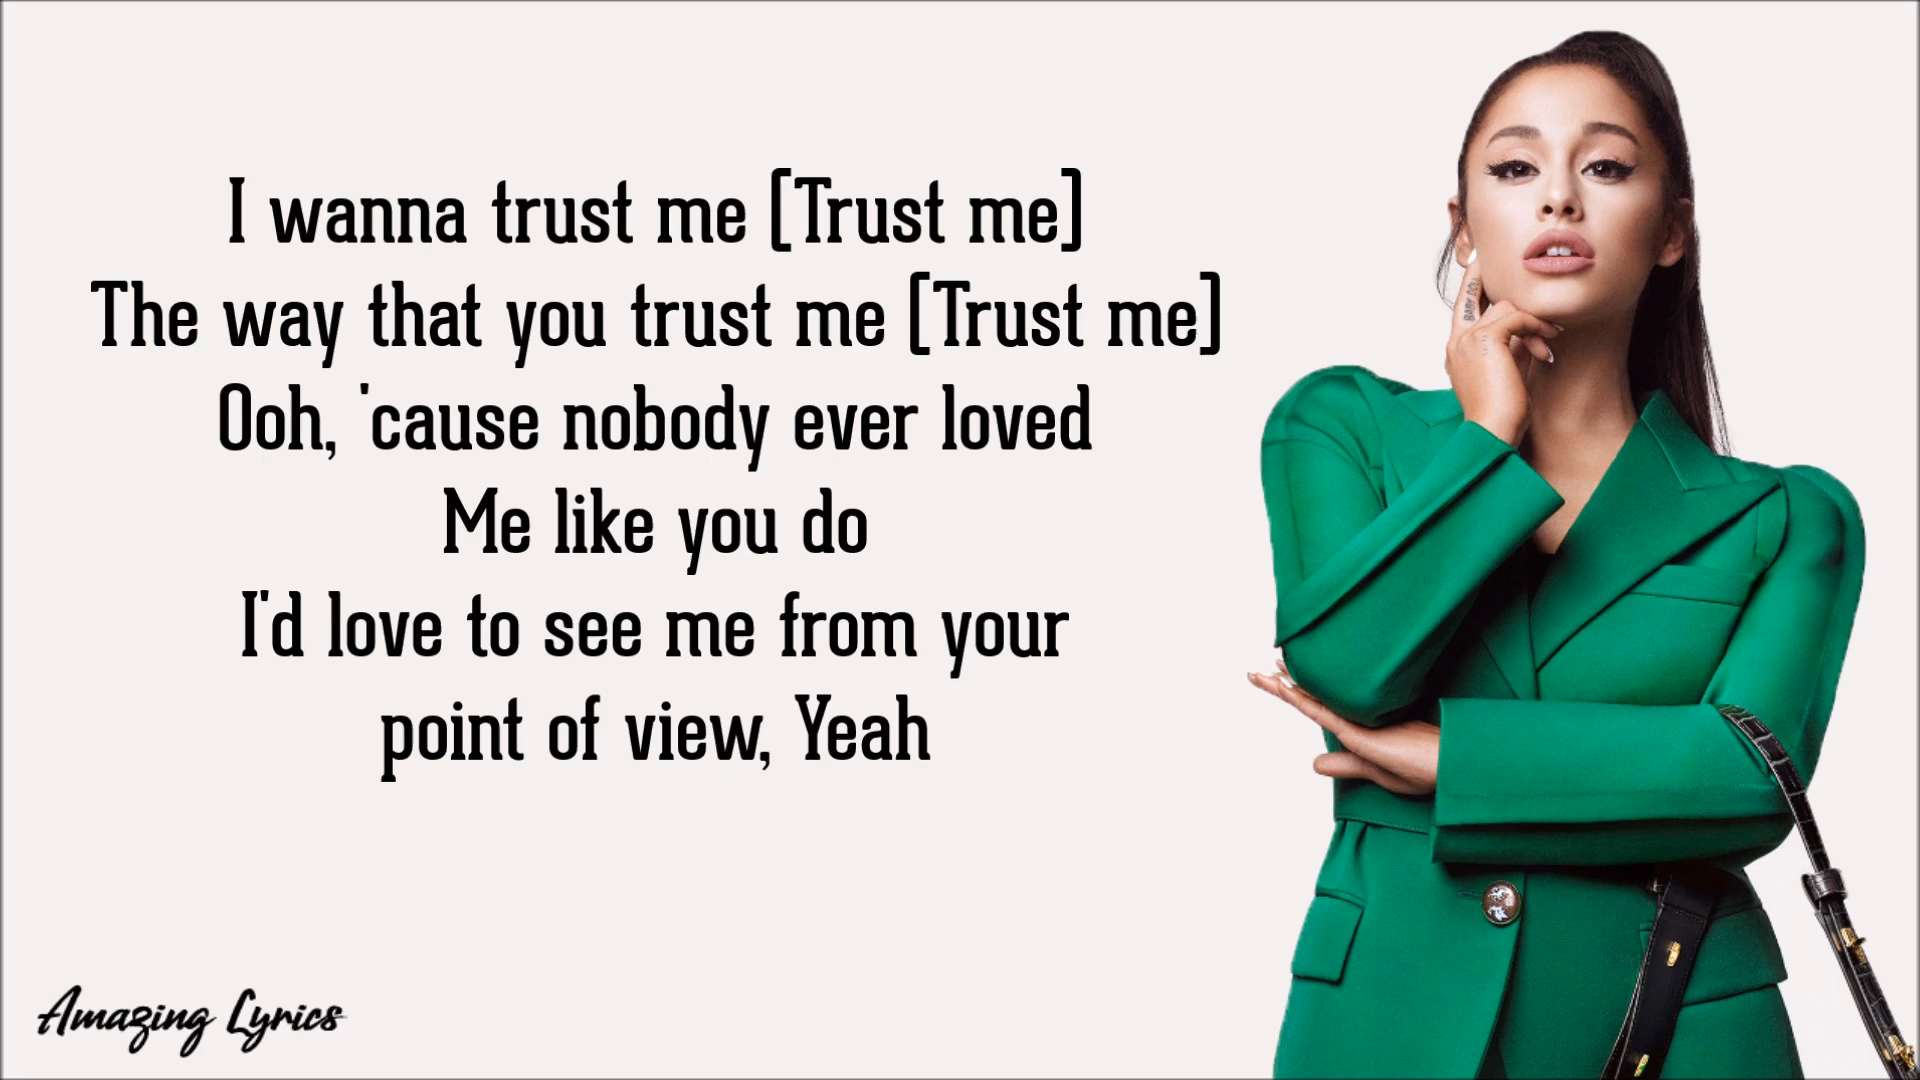 I wanna trust me [Trust me]
The way that you trust me [Trust me]
Ooh, 'cause nobody ever loved
Me like you do
I'd love to see me from your
point of view, Yeah
Amazing Lyrics